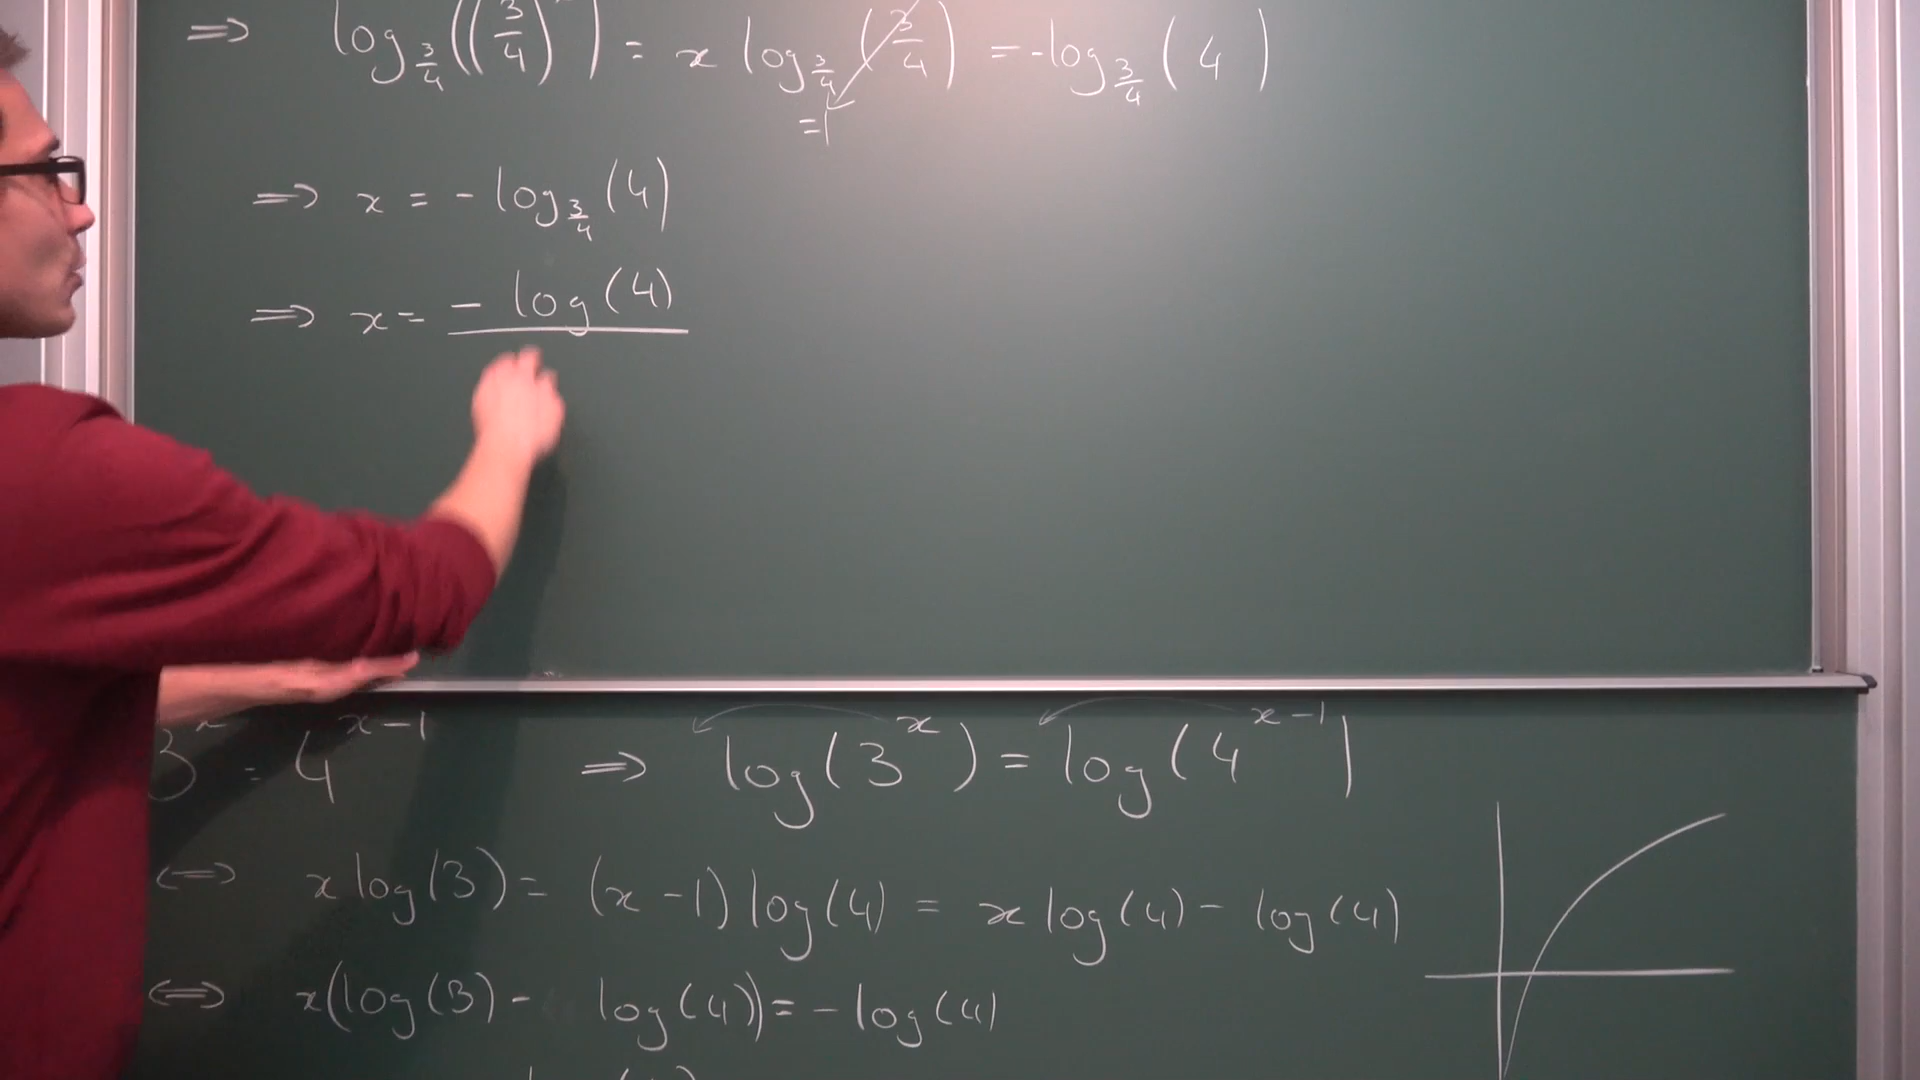 ⇒ log_{3/4}((3/4)) = x log_{3/4}(3/4) = -log_{3/4}(4)
=1
⇒ x = - log_{3/4}(4)
⇒ x = - log(4)
3^x = 4^{x-1} ⇒ log(3^x) = log(4^{x-1})
⇔ x log(3) = (x-1) log(4) = x log(4) - log(4)
⇔ x(log(3) - log(4)) = - log(4)